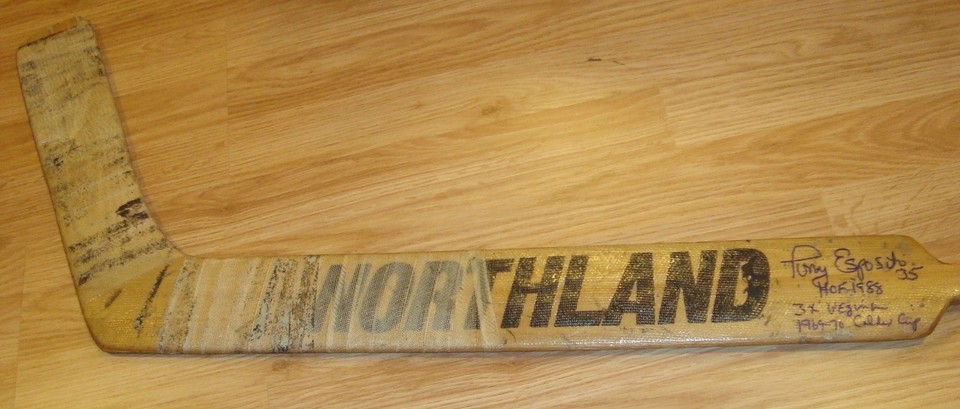 NORTHLAND
Tony Esposito 35
HOF 1988
3x Vezina
1969-70 Calder Cup